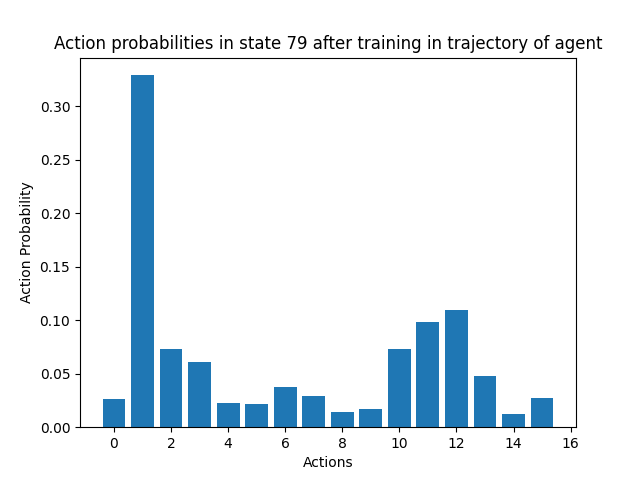 Action probabilities in state 79 after training in trajectory of agent
0.30
0.25
0.20
0.15
0.10
0.05
0.00
Action Probability
0 2 4 6 8 10 12 14 16
Actions